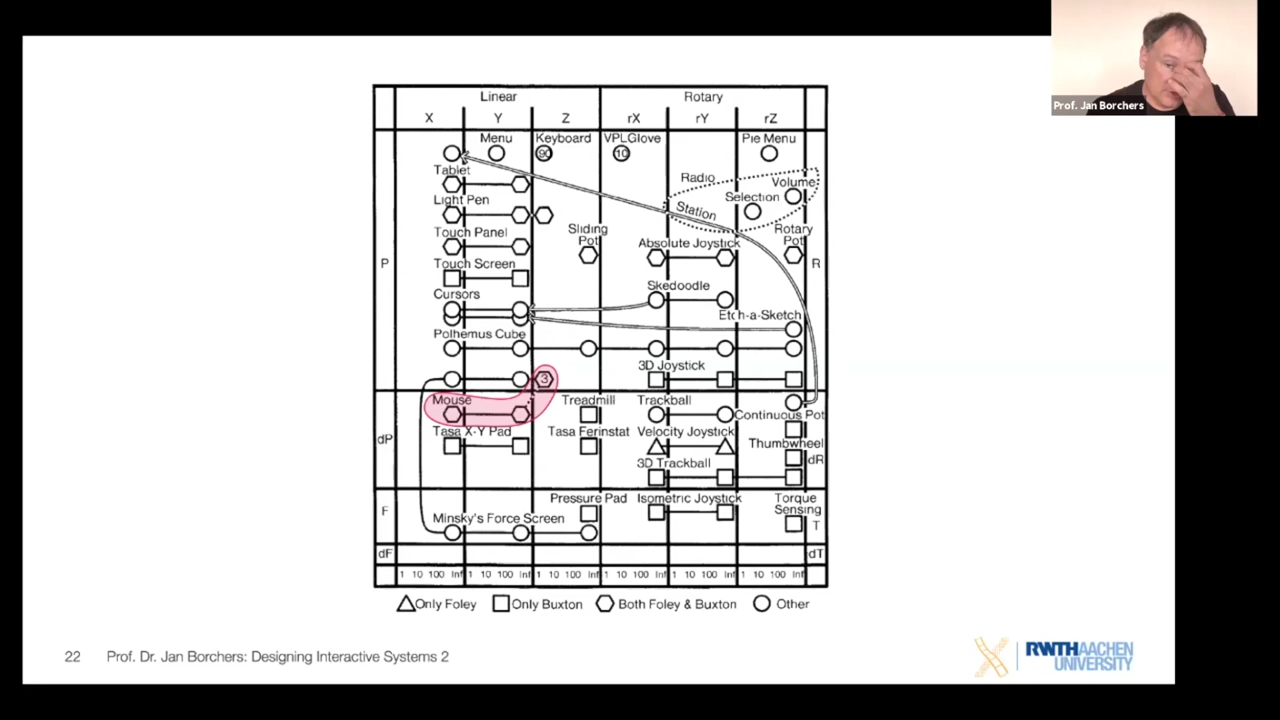 Prof. Jan Borchers
Linear Rotary
X Y Z rX rY rZ
Menu Keyboard VPLGlove Pie Menu
90 10
Tablet
Radio Volume
Light Pen Selection
Station
Sliding Pot
Rotary Pot
Touch Panel Absolute Joystick
P R
Touch Screen
Skedoodle
Cursors
Etch-a-Sketch
Polhemus Cube
3D Joystick
3
Mouse Treadmill Trackball
Continuous Pot
Tasa X-Y Pad Tasa Ferinstat Velocity Joystick
dP Thumbwheel dR
3D Trackball
Pressure Pad Isometric Joystick Torque Sensing
F T
Minsky's Force Screen
dF dT
1 10 100 Inf 1 10 100 Inf 1 10 100 Inf 1 10 100 Inf 1 10 100 Inf 1 10 100 Inf
Only Foley Only Buxton Both Foley & Buxton Other
22 Prof. Dr. Jan Borchers: Designing Interactive Systems 2
RWTHAACHEN
UNIVERSITY